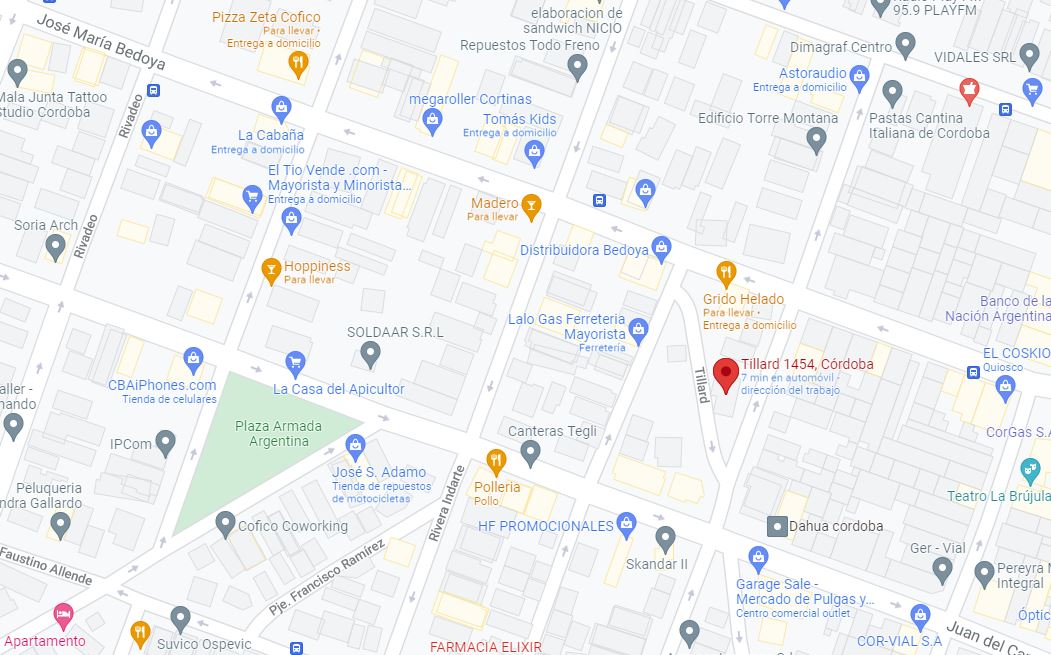 Pizza Zeta Cofico
Para llevar ·
Entrega a domicilio
elaboracion de
sandwich NICIO
Repuestos Todo Freno
95.9 PLAYFM
José María Bedoya
Dimagraf Centro
VIDALES SRL
Astoraudio
Entrega a domicilio
Mala Junta Tattoo
Studio Cordoba
Rivadeo
megaroller Cortinas
Tomás Kids
Entrega a domicilio
Edificio Torre Montana
Pastas Cantina
Italiana de Cordoba
La Cabaña
Entrega a domicilio
El Tio Vende .com -
Mayorista y Minorista...
Entrega a domicilio
Soria Arch
Rivadeo
Madero
Para llevar
Distribuidora Bedoya
Hoppiness
Para llevar
Grido Helado
Para llevar ·
Entrega a domicilio
Banco de la
Nación Argentina
SOLDAAR S.R.L
Lalo Gas Ferreteria
Mayorista
Ferretería
Tillard
Tillard 1454, Córdoba
7 min en automóvil ·
dirección del trabajo
EL COSKIO
Quiosco
CBAiPhones.com
Tienda de celulares
La Casa del Apicultor
Plaza Armada
Argentina
Canteras Tegli
CorGas S.A
IPCom
José S. Adamo
Tienda de repuestos
de motocicletas
Rivera Indarte
Polleria
Pollo
Teatro La Brújula
Peluqueria
Gallardo
Cofico Coworking
HF PROMOCIONALES
Dahua cordoba
Skandar II
Ger - Vial
Pereyra
Integral
Faustino Allende
Pje. Francisco Ramírez
Garage Sale -
Mercado de Pulgas y...
Centro comercial outlet
Apartamento
Suvico Ospevic
FARMACIA ELIXIR
COR-VIAL S.A
Juan del